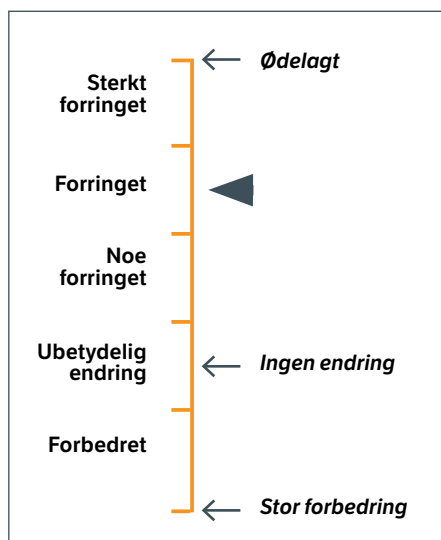 Ødelagt
Sterkt
forringet
Forringet
Noe
forringet
Ubetydelig
endring
Ingen endring
Forbedret
Stor forbedring